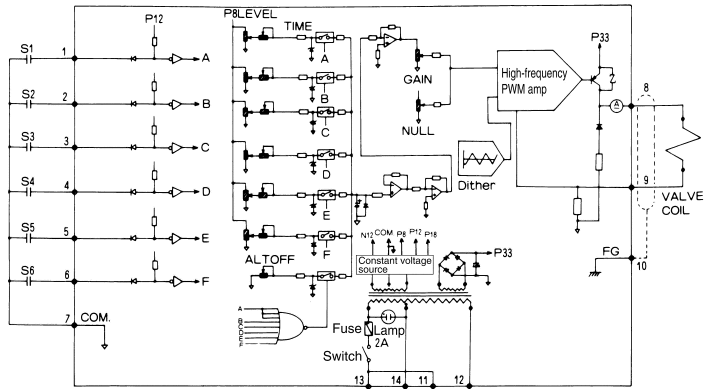 P12
P8 LEVEL
TIME
P33
S1
1
A
A
GAIN
High-frequency
PWM amp
8
A
S2
2
B
B
NULL
S3
3
C
C
S4
4
D
D
Dither
9
VALVE
COIL
S5
5
E
E
N12 COM. P8 P12 P18
P33
FG
10
S6
6
F
F
ALTOFF
Constant voltage
source
7
COM.
A
B
C
D
E
F
Fuse
2A
Lamp
Switch
13
14
11
12